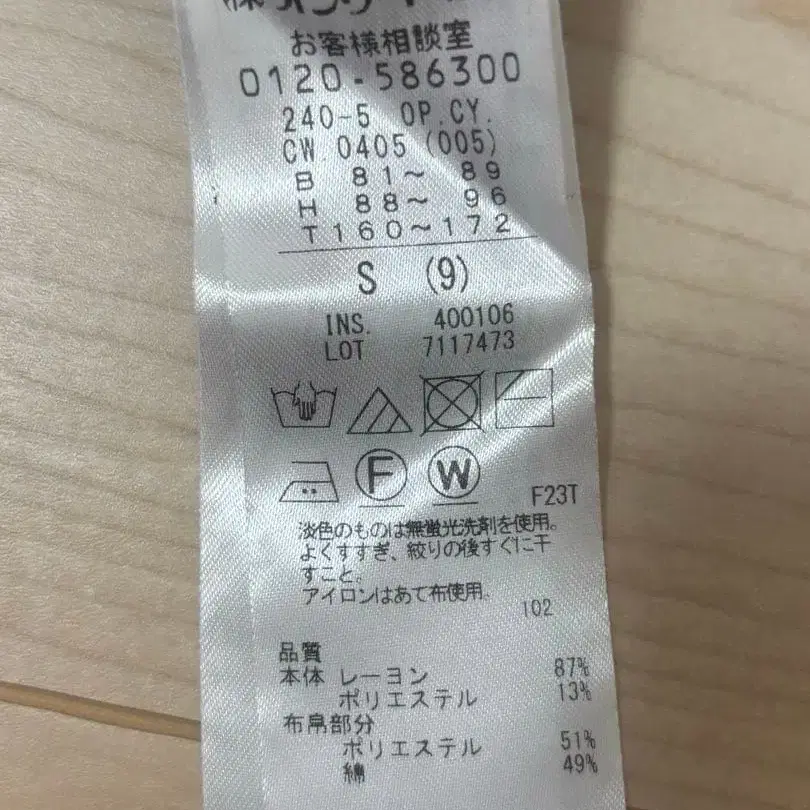 お客様相談室
0120-586300
240-5 OP.CY.
CW.0405 (005)
B 81～ 89
H 88～ 96
T160～172
S (9)
INS. 400106
LOT 7117473
F W
F23T
淡色のものは無蛍光洗剤を使用。
よくすすぎ、絞りの後すぐに干
すこと。
アイロンはあて布使用。
102
品質
本体 レーヨン 87%
ポリエステル 13%
布帛部分
ポリエステル 51%
綿 49%